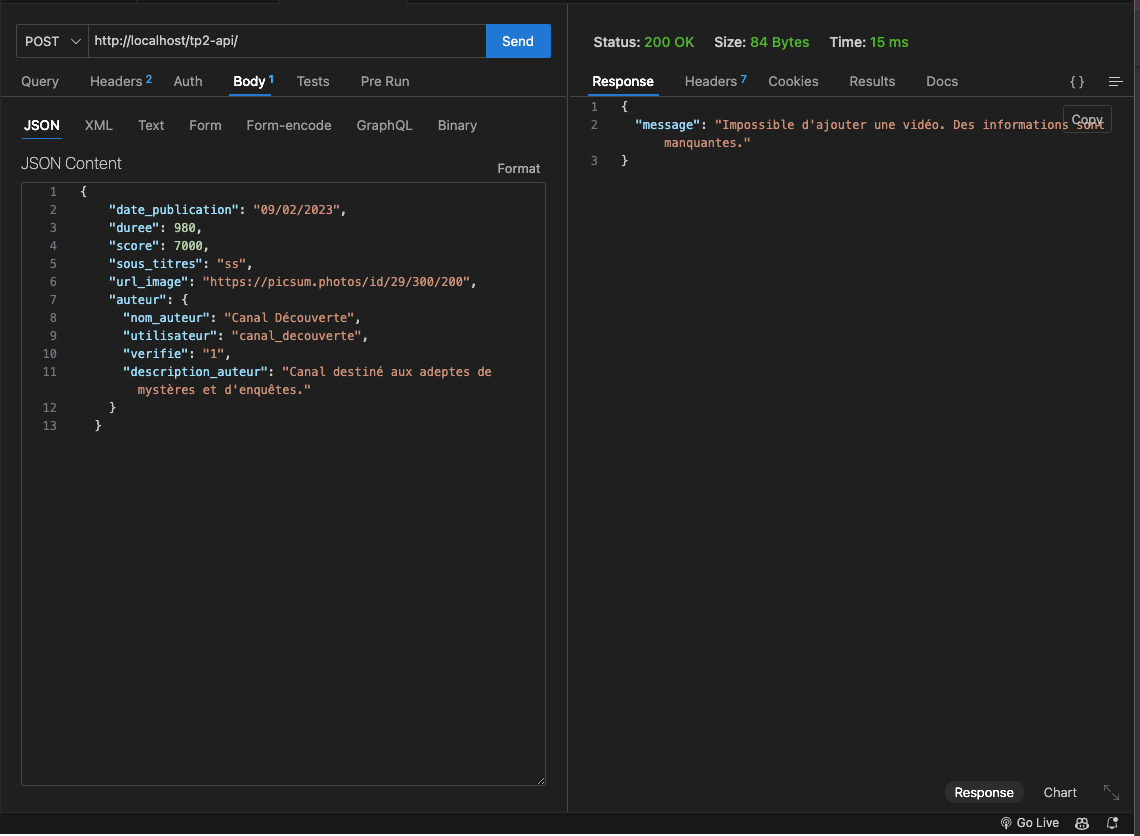 POST
http://localhost/tp2-api/
Send
Status: 200 OK Size: 84 Bytes Time: 15 ms
Query Headers 2 Auth Body 1 Tests Pre Run
Response Headers 7 Cookies Results Docs { }
JSON XML Text Form Form-encode GraphQL Binary
JSON Content
Format
1 {
2 "date_publication": "09/02/2023",
3 "duree": 980,
4 "score": 7000,
5 "sous_titres": "ss",
6 "url_image": "https://picsum.photos/id/29/300/200",
7 "auteur": {
8 "nom_auteur": "Canal Découverte",
9 "utilisateur": "canal_decouverte",
10 "verifie": "1",
11 "description_auteur": "Canal destiné aux adeptes de
mystères et d'enquêtes."
12 }
13 }
1 {
Copy
2 "message": "Impossible d'ajouter une vidéo. Des informations sont
manquantes."
3 }
Response Chart
Go Live